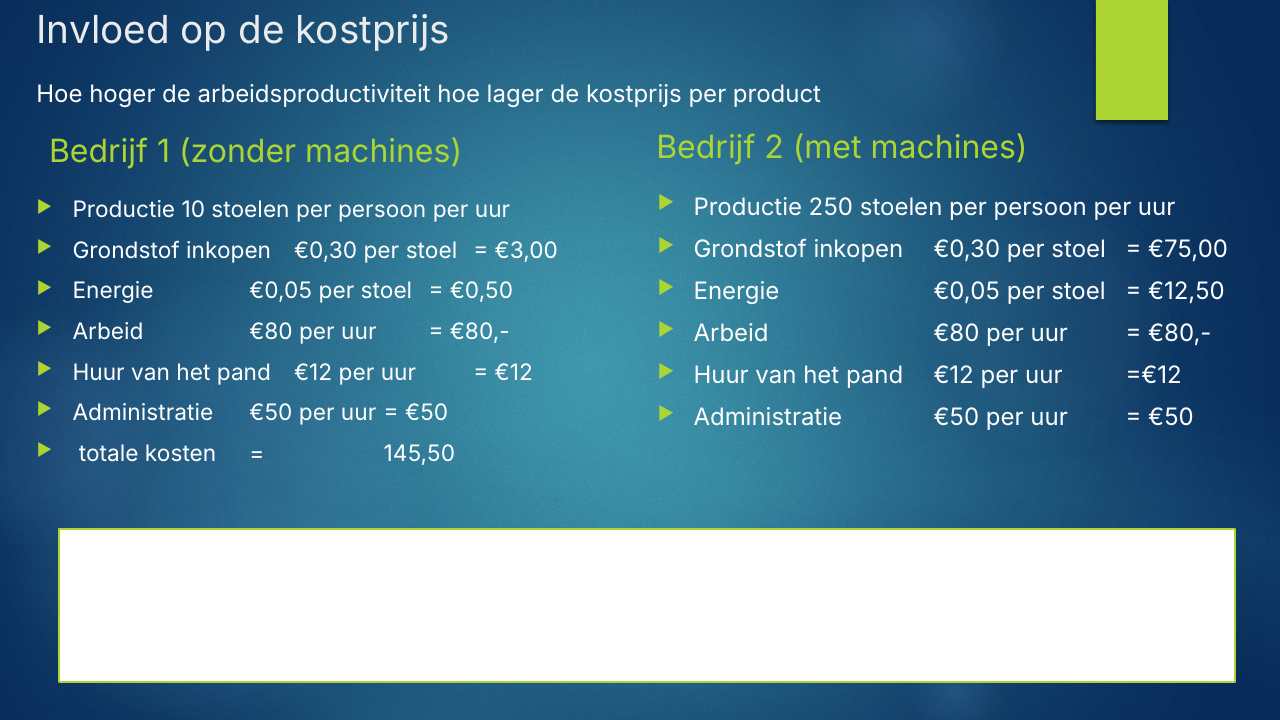 Invloed op de kostprijs
Hoe hoger de arbeidsproductiviteit hoe lager de kostprijs per product
Bedrijf 1 (zonder machines)
Productie 10 stoelen per persoon per uur
Grondstof inkopen €0,30 per stoel = €3,00
Energie €0,05 per stoel = €0,50
Arbeid €80 per uur = €80,-
Huur van het pand €12 per uur = €12
Administratie €50 per uur = €50
totale kosten = 145,50
Bedrijf 2 (met machines)
Productie 250 stoelen per persoon per uur
Grondstof inkopen €0,30 per stoel = €75,00
Energie €0,05 per stoel = €12,50
Arbeid €80 per uur = €80,-
Huur van het pand €12 per uur =€12
Administratie €50 per uur = €50